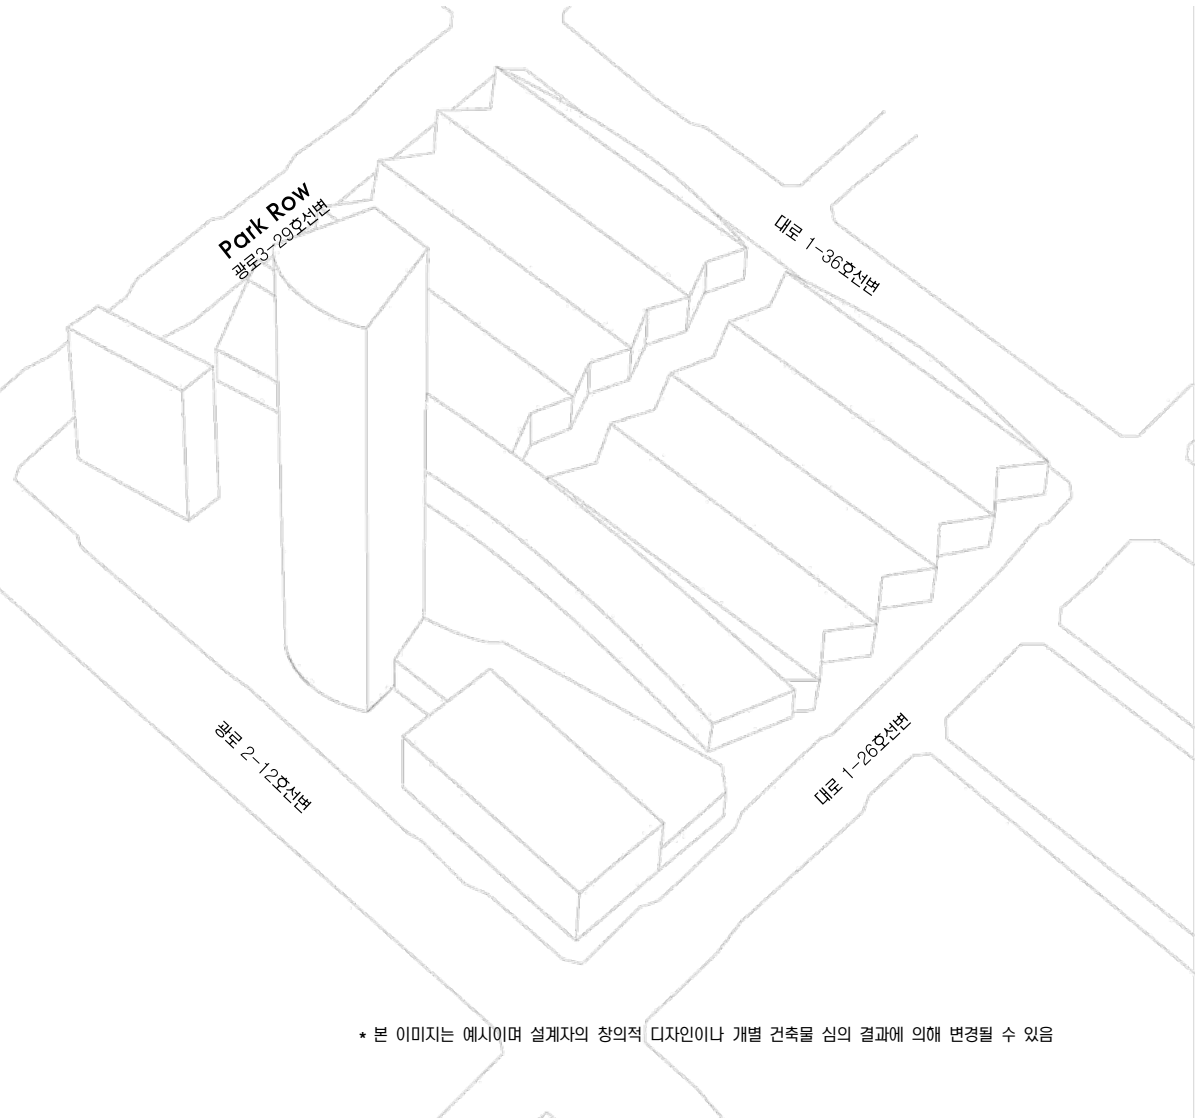 Park Row
광로3-29호선변
대로 1-36호선변
광로 2-12호선변
대로 1-26호선변
* 본 이미지는 예시이며 설계자의 창의적 디자인이나 개별 건축물 심의 결과에 의해 변경될 수 있음